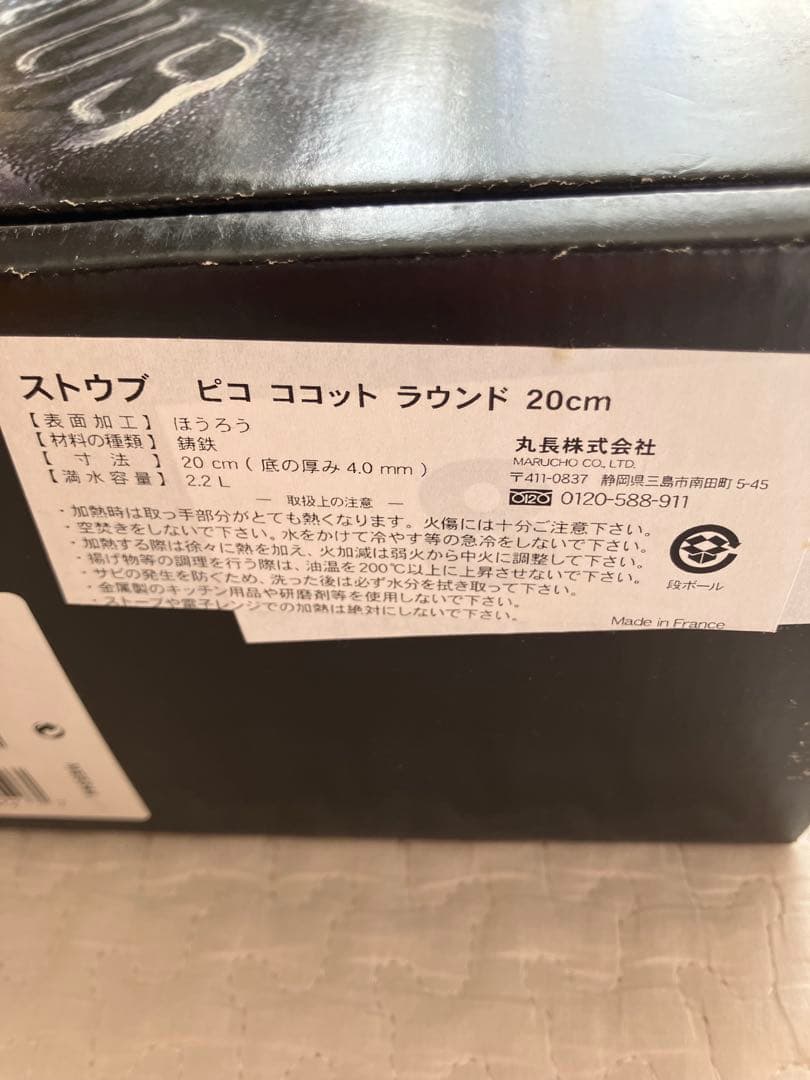 ストウブ ピコ ココット ラウンド 20cm
【表面加工】 ほうろう
【材料の種類】 鋳鉄
【寸法】 20 cm ( 底の厚み 4.0 mm )
【満水容量】 2.2 L
丸長株式会社
MARUCHO CO., LTD.
〒411-0837 静岡県三島市南田町 5-45
0120-588-911
— 取扱上の注意 —
・加熱時は取っ手部分がとても熱くなります。火傷には十分ご注意下さい。
・空焚きをしないで下さい。水をかけて冷やす等の急冷をしないで下さい。
・加熱する際は徐々に熱を加え、火加減は弱火から中火に調整して下さい。
・揚げ物等の調理を行う際は、油温を200℃以上に上昇させないで下さい。
・サビの発生を防ぐため、洗った後は必ず水分を拭き取って下さい。
・金属製のキッチン用品や研磨剤等を使用しないで下さい。
・ストーブや電子レンジでの加熱は絶対にしないで下さい。
段ボール
Made in France